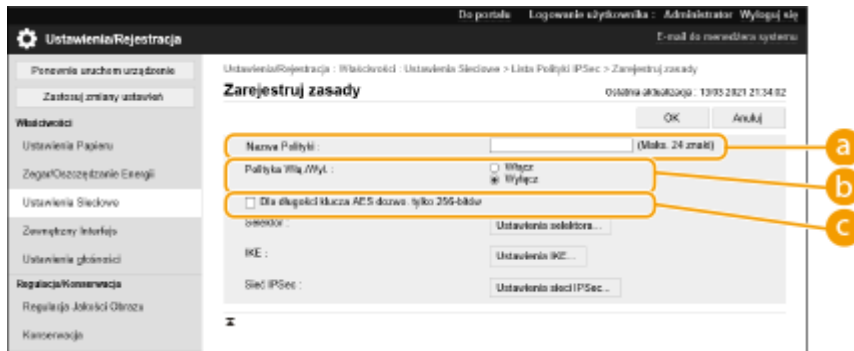 Do portalu Logowanie użytkownika : Administrator Wyloguj się
Ustawienia/Rejestracja
E-mail do menedżera systemu
Ponownie uruchom urządzenie
Zastosuj zmiany ustawień
Właściwości
Ustawienia Papieru
Zegar/Oszczędzanie Energii
Ustawienia Sieciowe
Zewnętrzny Interfejs
Ustawienia głośności
Regulacja/Konserwacja
Regulacja Jakości Obrazu
Konserwacja
Ustawienia/Rejestracja : Właściwości : Ustawienia Sieciowe > Lista Polityki IPSec > Zarejestruj zasady
Zarejestruj zasady
Ostatnia aktualizacja : 13/03 2021 21:34:02
OK Anuluj
Nazwa Polityki : (Maks. 24 znaki)
a
Polityka Wł./Wył. :
Włącz
Wyłącz
b
Dla długości klucza AES dozwo. tylko 256-bitów
c
Selektor : Ustawienia selektora...
IKE : Ustawienia IKE...
Sieć IPSec : Ustawienia sieci IPSec...